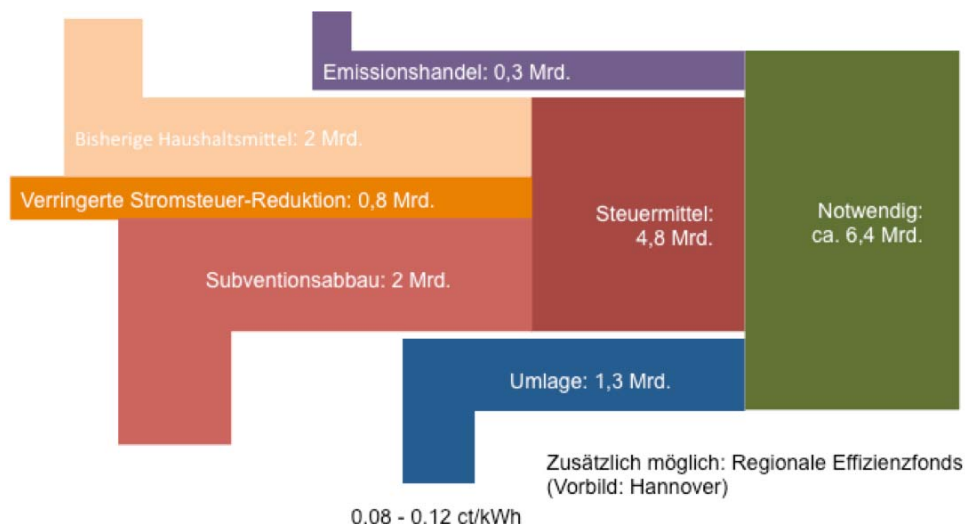 Emissionshandel: 0,3 Mrd.
Bisherige Haushaltsmittel: 2 Mrd.
Verringerte Stromsteuer-Reduktion: 0,8 Mrd.
Steuermittel:
4,8 Mrd.
Notwendig:
ca. 6,4 Mrd.
Subventionsabbau: 2 Mrd.
Umlage: 1,3 Mrd.
Zusätzlich möglich: Regionale Effizienzfonds
(Vorbild: Hannover)
0,08 - 0,12 ct/kWh